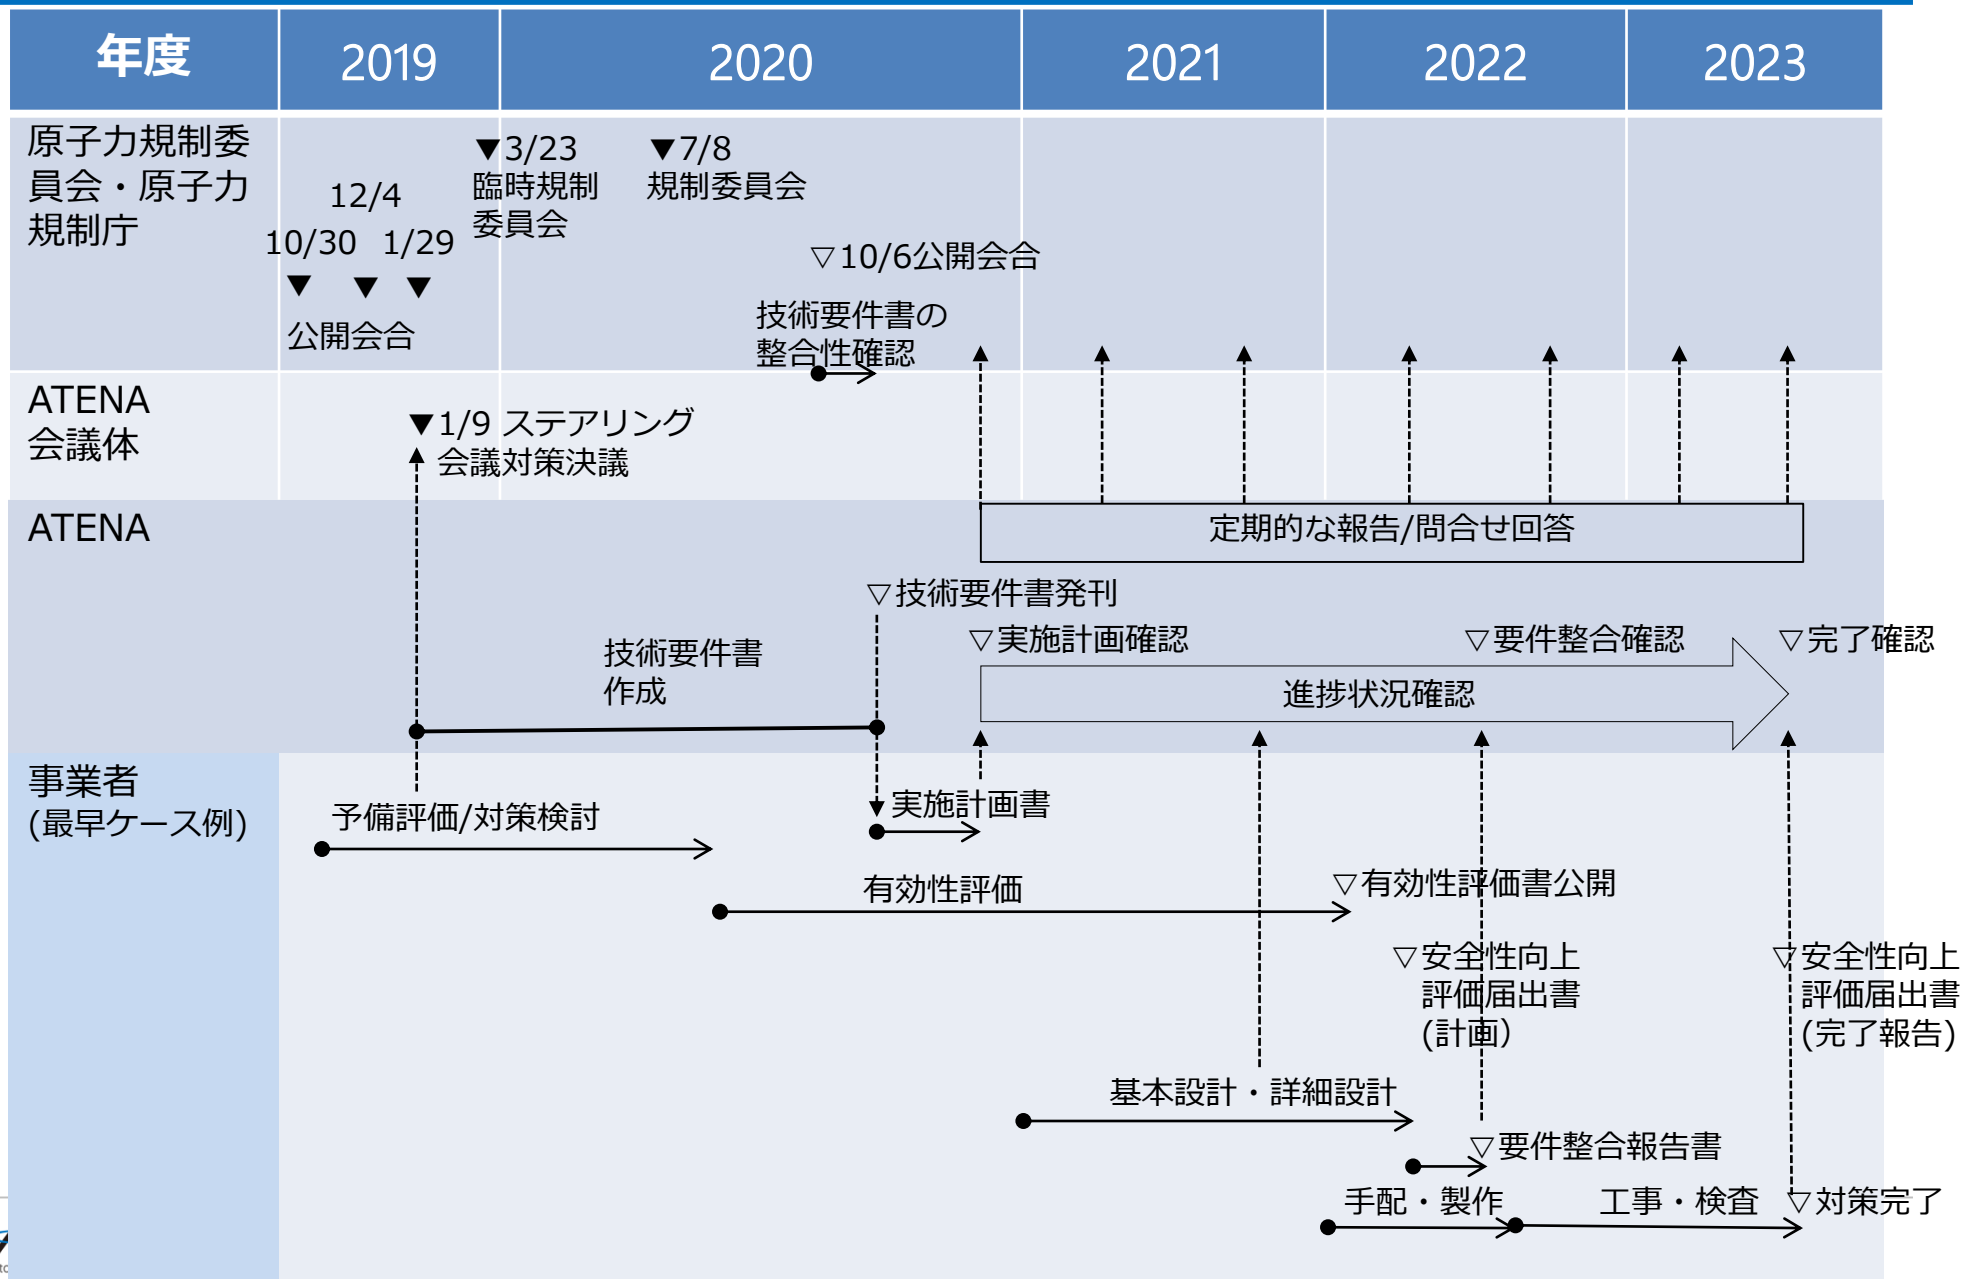 年度
2019
2020
2021
2022
2023
原子力規制委
員会・原子力
規制庁
12/4
10/30
1/29
▼ ▼ ▼
公開会合
▼3/23
臨時規制
委員会
▼7/8
規制委員会
▽10/6公開会合
技術要件書の
整合性確認
ATENA
会議体
▼1/9 ステアリング
会議対策決議
ATENA
定期的な報告/問合せ回答
▽技術要件書発刊
▽実施計画確認
▽要件整合確認
▽完了確認
技術要件書
作成
進捗状況確認
事業者
(最早ケース例)
予備評価/対策検討
実施計画書
有効性評価
▽有効性評価書公開
▽安全性向上
評価届出書
(計画）
▽安全性向上
評価届出書
(完了報告)
基本設計・詳細設計
▽要件整合報告書
手配・製作
工事・検査
▽対策完了